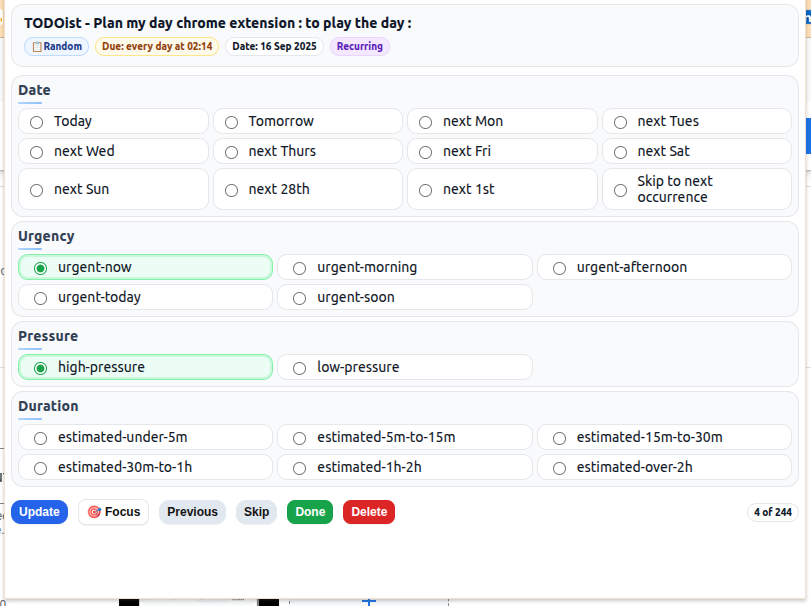 TODOist - Plan my day chrome extension : to play the day :
📋Random Due: every day at 02:14 Date: 16 Sep 2025 Recurring
Date
Today Tomorrow next Mon next Tues
next Wed next Thurs next Fri next Sat
next Sun next 28th next 1st Skip to next
occurrence
Urgency
urgent-now urgent-morning urgent-afternoon
urgent-today urgent-soon
Pressure
high-pressure low-pressure
Duration
estimated-under-5m estimated-5m-to-15m estimated-15m-to-30m
estimated-30m-to-1h estimated-1h-2h estimated-over-2h
Update 🎯 Focus Previous Skip Done Delete 4 of 244